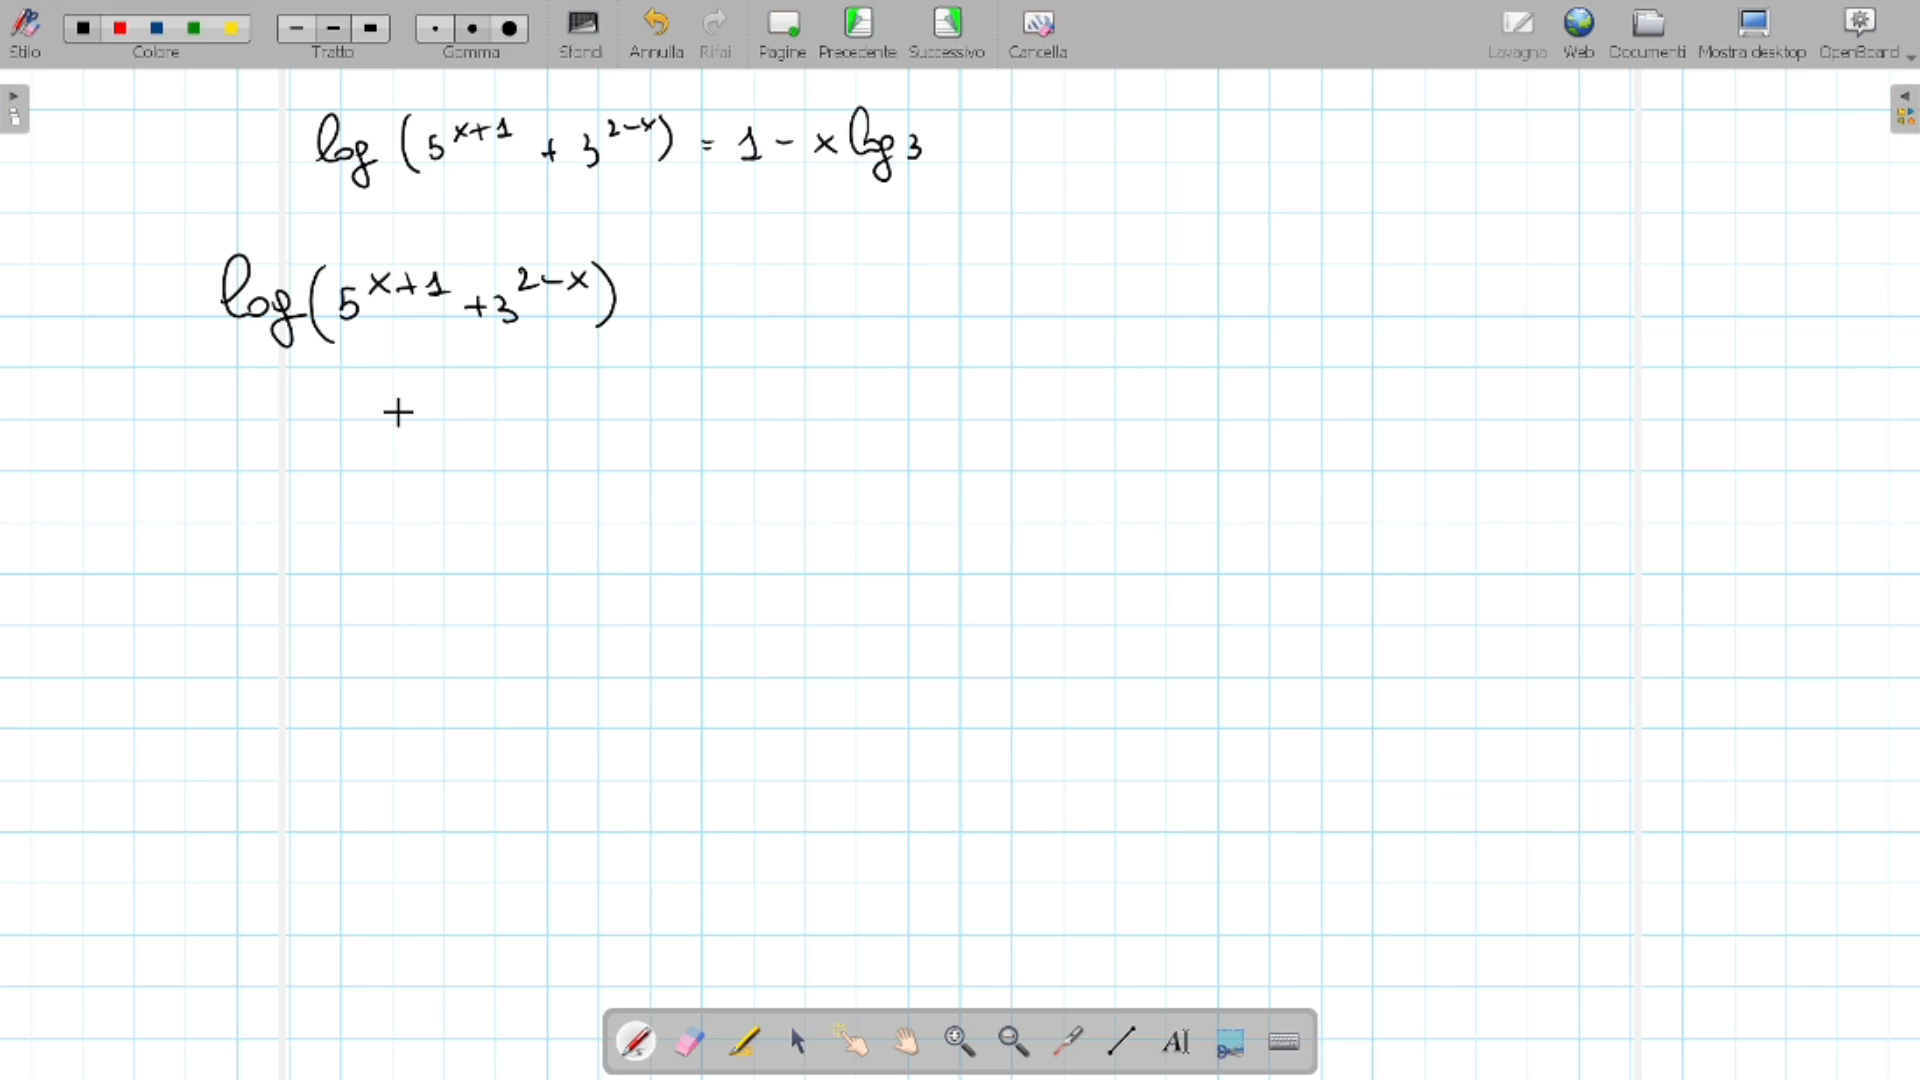 Stilo Colore Tratto Gomma Sfondi Annulla Rifai Pagine Precedente Successivo Cancella Lavagna Web Documenti Mostra desktop OpenBoard
log (5^{x+1} + 3^{2-x}) = 1 - x log 3
log(5^{x+1} + 3^{2-x})